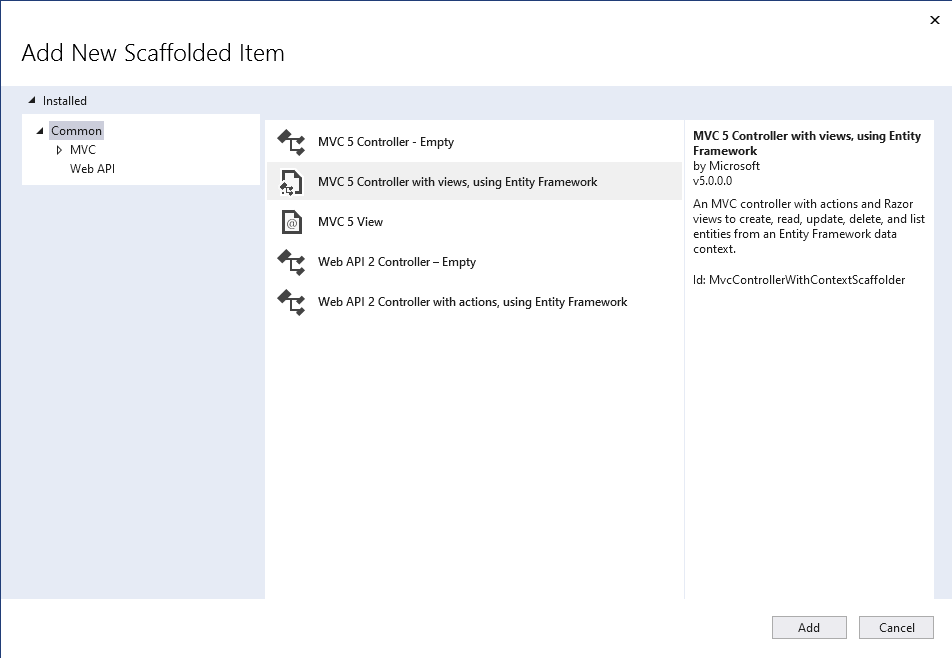 Add New Scaffolded Item
Installed
Common
MVC
Web API
MVC 5 Controller - Empty
MVC 5 Controller with views, using Entity Framework
MVC 5 View
Web API 2 Controller – Empty
Web API 2 Controller with actions, using Entity Framework
MVC 5 Controller with views, using Entity
Framework
by Microsoft
v5.0.0.0
An MVC controller with actions and Razor
views to create, read, update, delete, and list
entities from an Entity Framework data
context.
Id: MvcControllerWithContextScaffolder
Add
Cancel